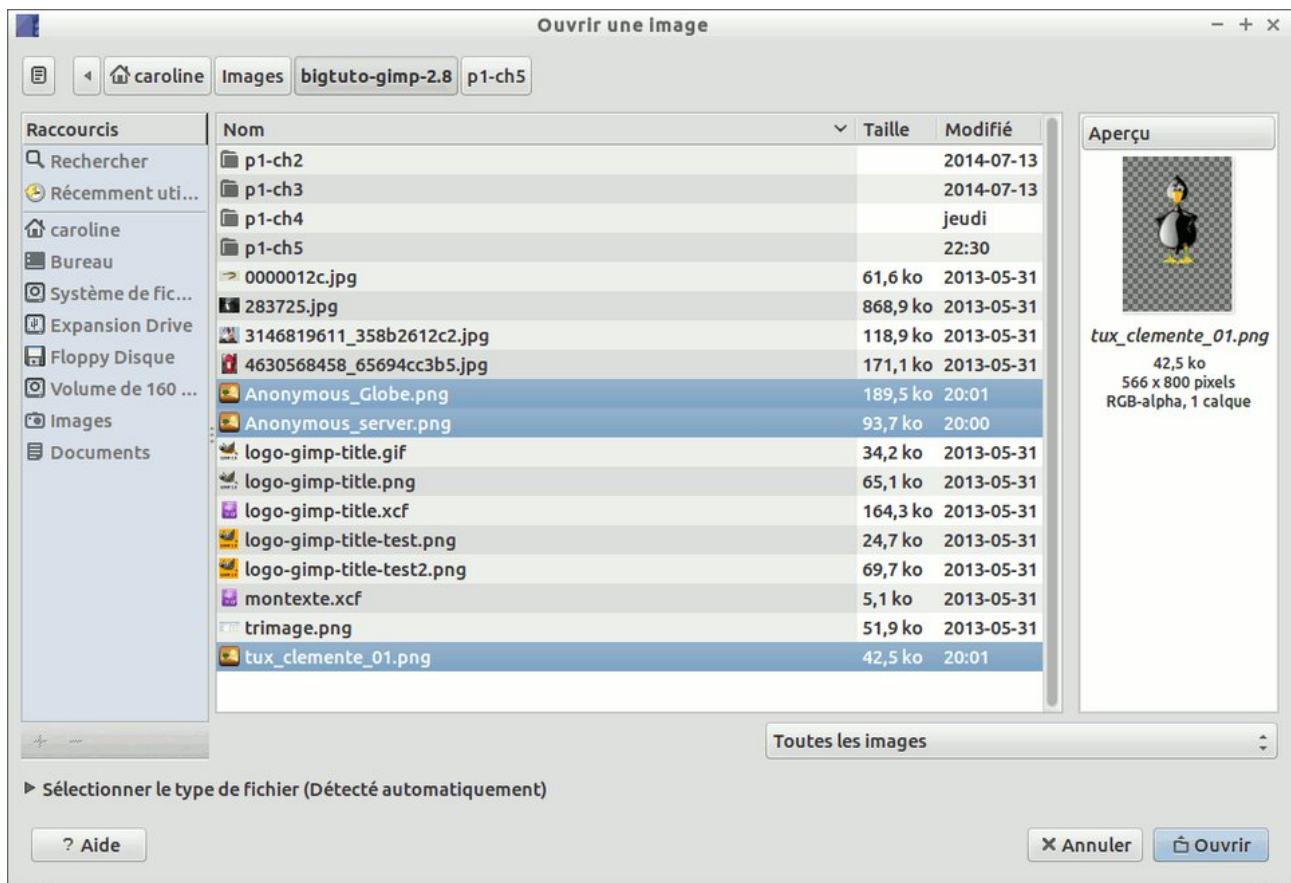 Ouvrir une image
caroline Images bigtuto-gimp-2.8 p1-ch5
Raccourcis
Rechercher
Récemment uti...
caroline
Bureau
Système de fic...
Expansion Drive
Floppy Disque
Volume de 160 ...
Images
Documents
Nom Taille Modifié
p1-ch2 2014-07-13
p1-ch3 2014-07-13
p1-ch4 jeudi
p1-ch5 22:30
0000012c.jpg 61,6 ko 2013-05-31
283725.jpg 868,9 ko 2013-05-31
3146819611_358b2612c2.jpg 118,9 ko 2013-05-31
4630568458_65694cc3b5.jpg 171,1 ko 2013-05-31
Anonymous_Globe.png 189,5 ko 20:01
Anonymous_server.png 93,7 ko 20:00
logo-gimp-title.gif 34,2 ko 2013-05-31
logo-gimp-title.png 65,1 ko 2013-05-31
logo-gimp-title.xcf 164,3 ko 2013-05-31
logo-gimp-title-test.png 24,7 ko 2013-05-31
logo-gimp-title-test2.png 69,7 ko 2013-05-31
montexte.xcf 5,1 ko 2013-05-31
trimage.png 51,9 ko 2013-05-31
tux_clemente_01.png 42,5 ko 20:01
Aperçu
tux_clemente_01.png
42,5 ko
566 x 800 pixels
RGB-alpha, 1 calque
Toutes les images
Sélectionner le type de fichier (Détecté automatiquement)
? Aide
Annuler
Ouvrir